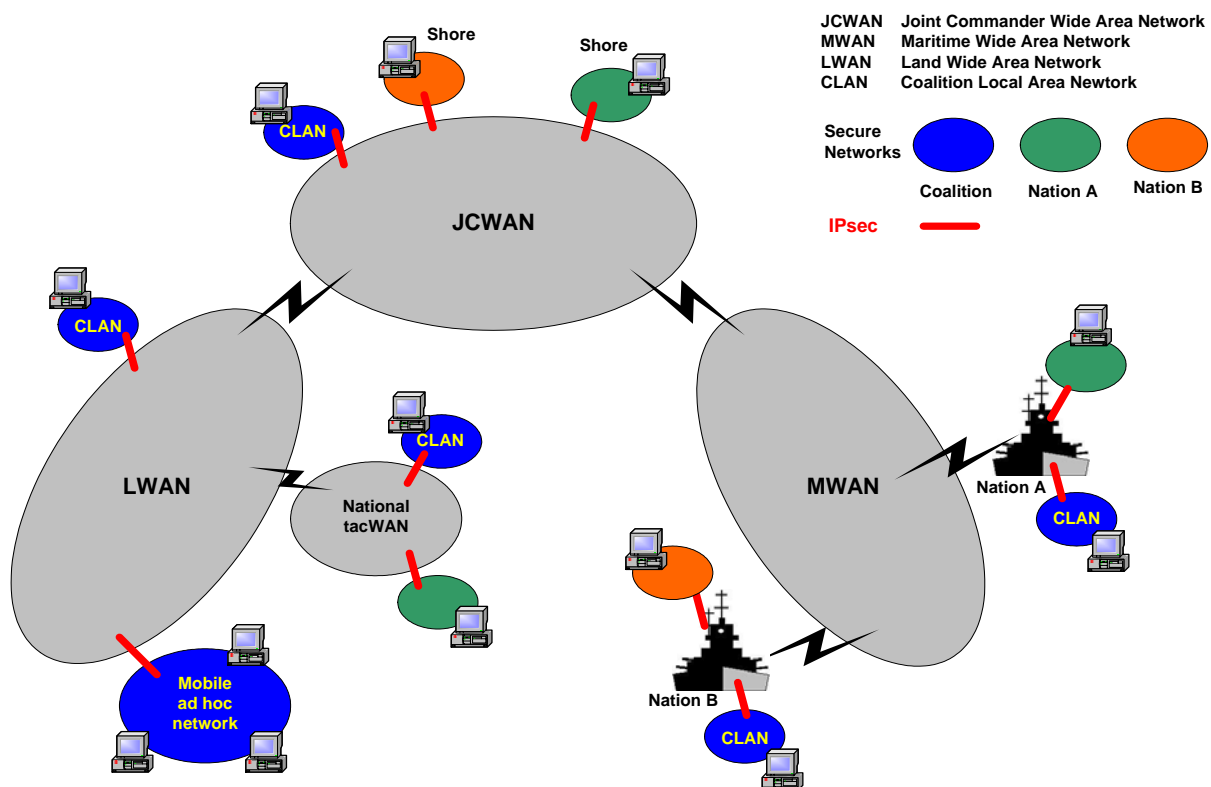 JCWAN Joint Commander Wide Area Network
MWAN Maritime Wide Area Network
LWAN Land Wide Area Network
CLAN Coalition Local Area Newtork
Secure
Networks
Coalition
Nation A
Nation B
IPsec
Shore
Shore
CLAN
JCWAN
CLAN
CLAN
LWAN
National
tacWAN
MWAN
Nation A
CLAN
Mobile
ad hoc
network
Nation B
CLAN